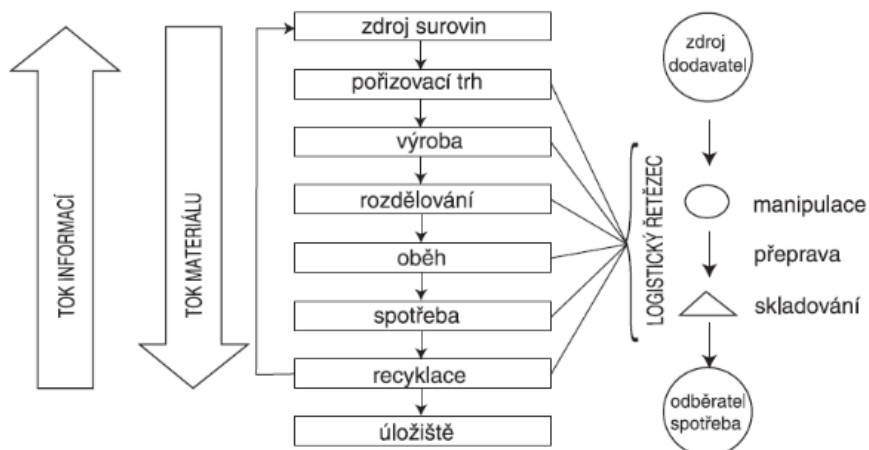 TOK INFORMACÍ
TOK MATERIÁLU
zdroj surovin
pořizovací trh
výroba
rozdělování
oběh
spotřeba
recyklace
úložiště
LOGISTICKÝ ŘETĚZEC
zdroj
dodavatel
manipulace
přeprava
skladování
odběratel
spotřeba